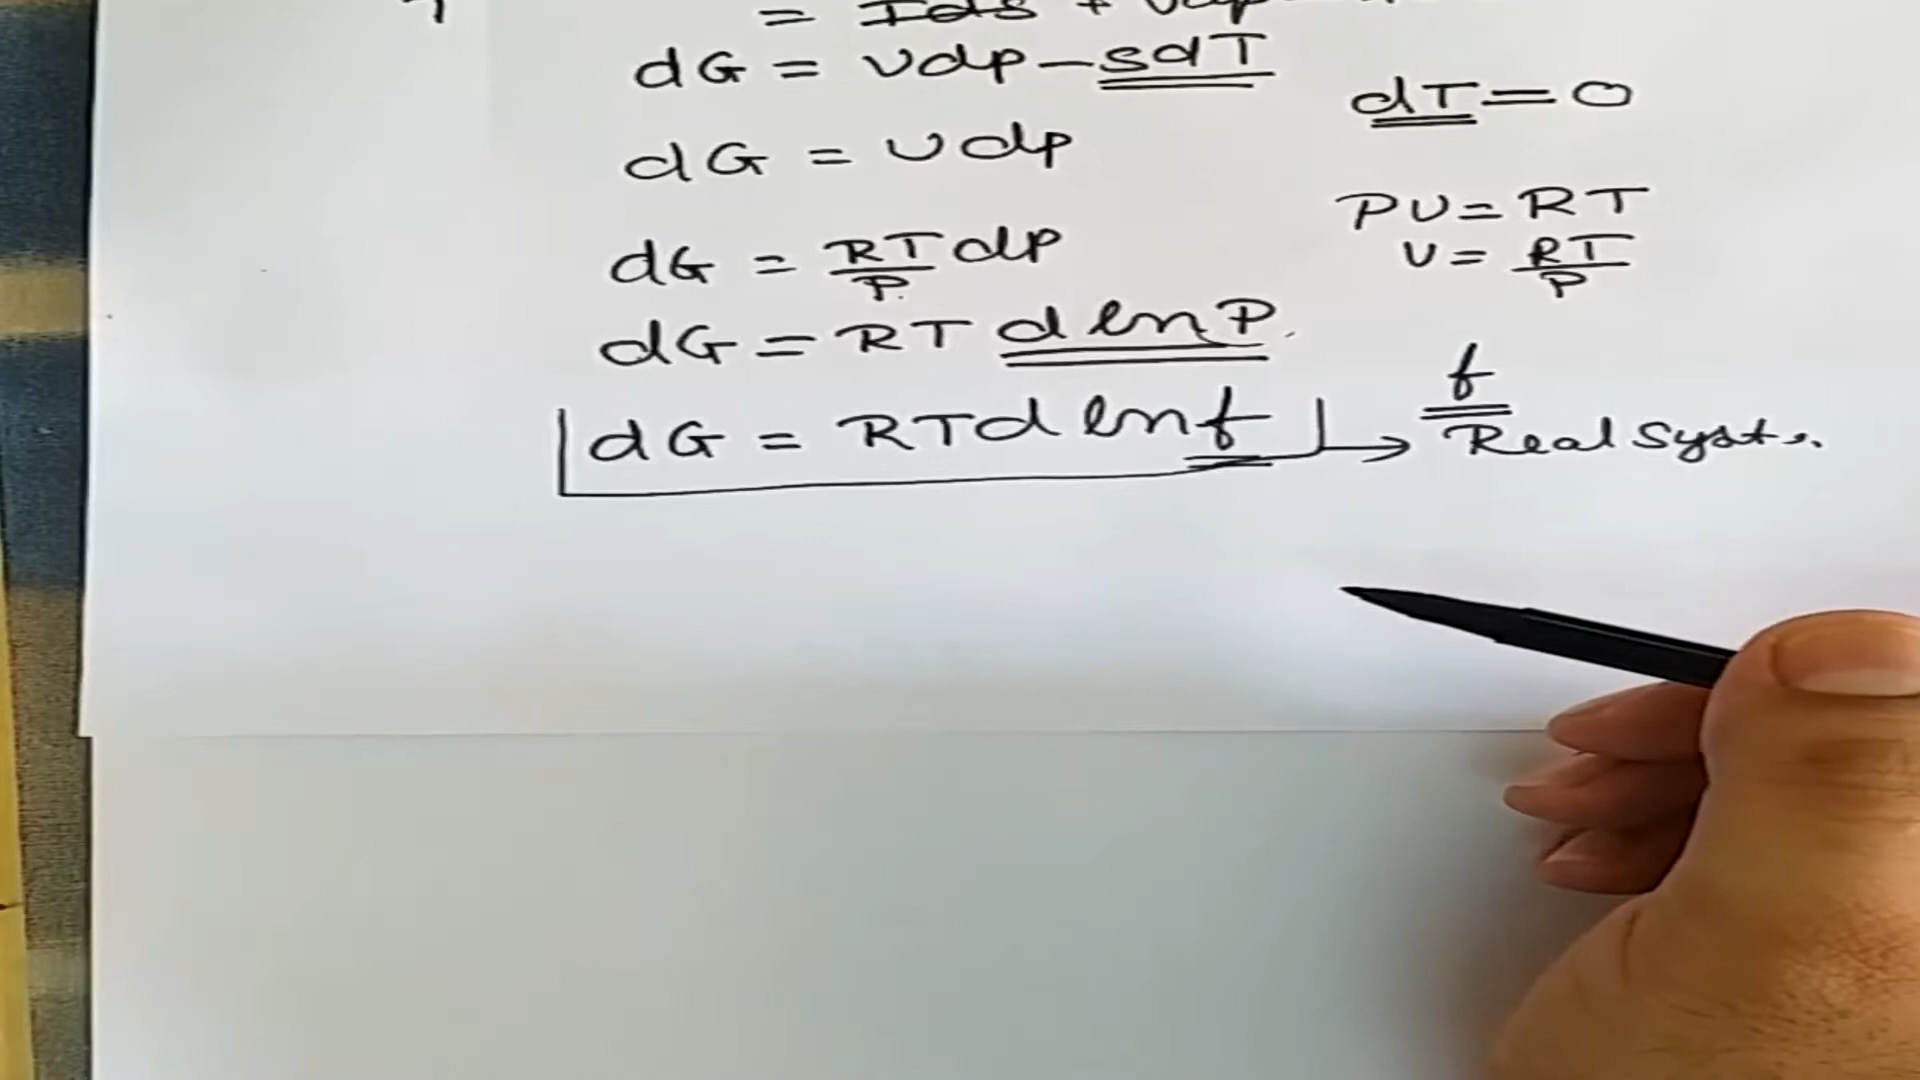 dG = vdp - sdT
dT = 0
dG = vdp
PV = RT
dG = RT/P dp
V = RT/P
dG = RT d ln P
f
dG = RT d ln f
Real System.